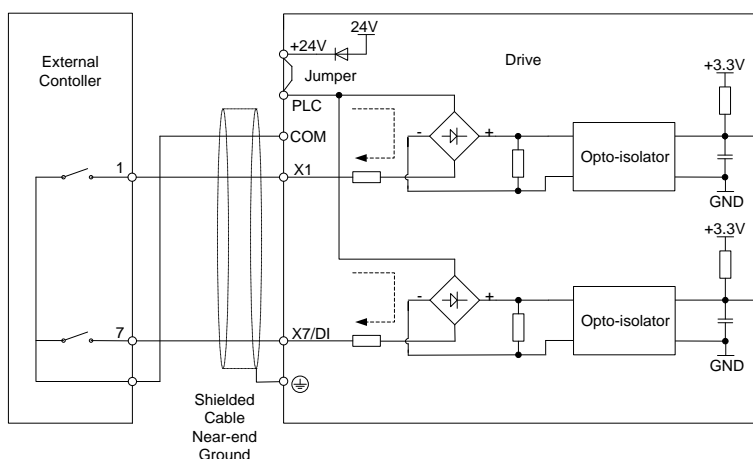 24V
+24V
External
Contoller
Jumper
Drive
+3.3V
PLC
COM
-
+
Opto-isolator
1
X1
GND
+3.3V
-
+
Opto-isolator
7
X7/DI
GND
Shielded
Cable
Near-end
Ground